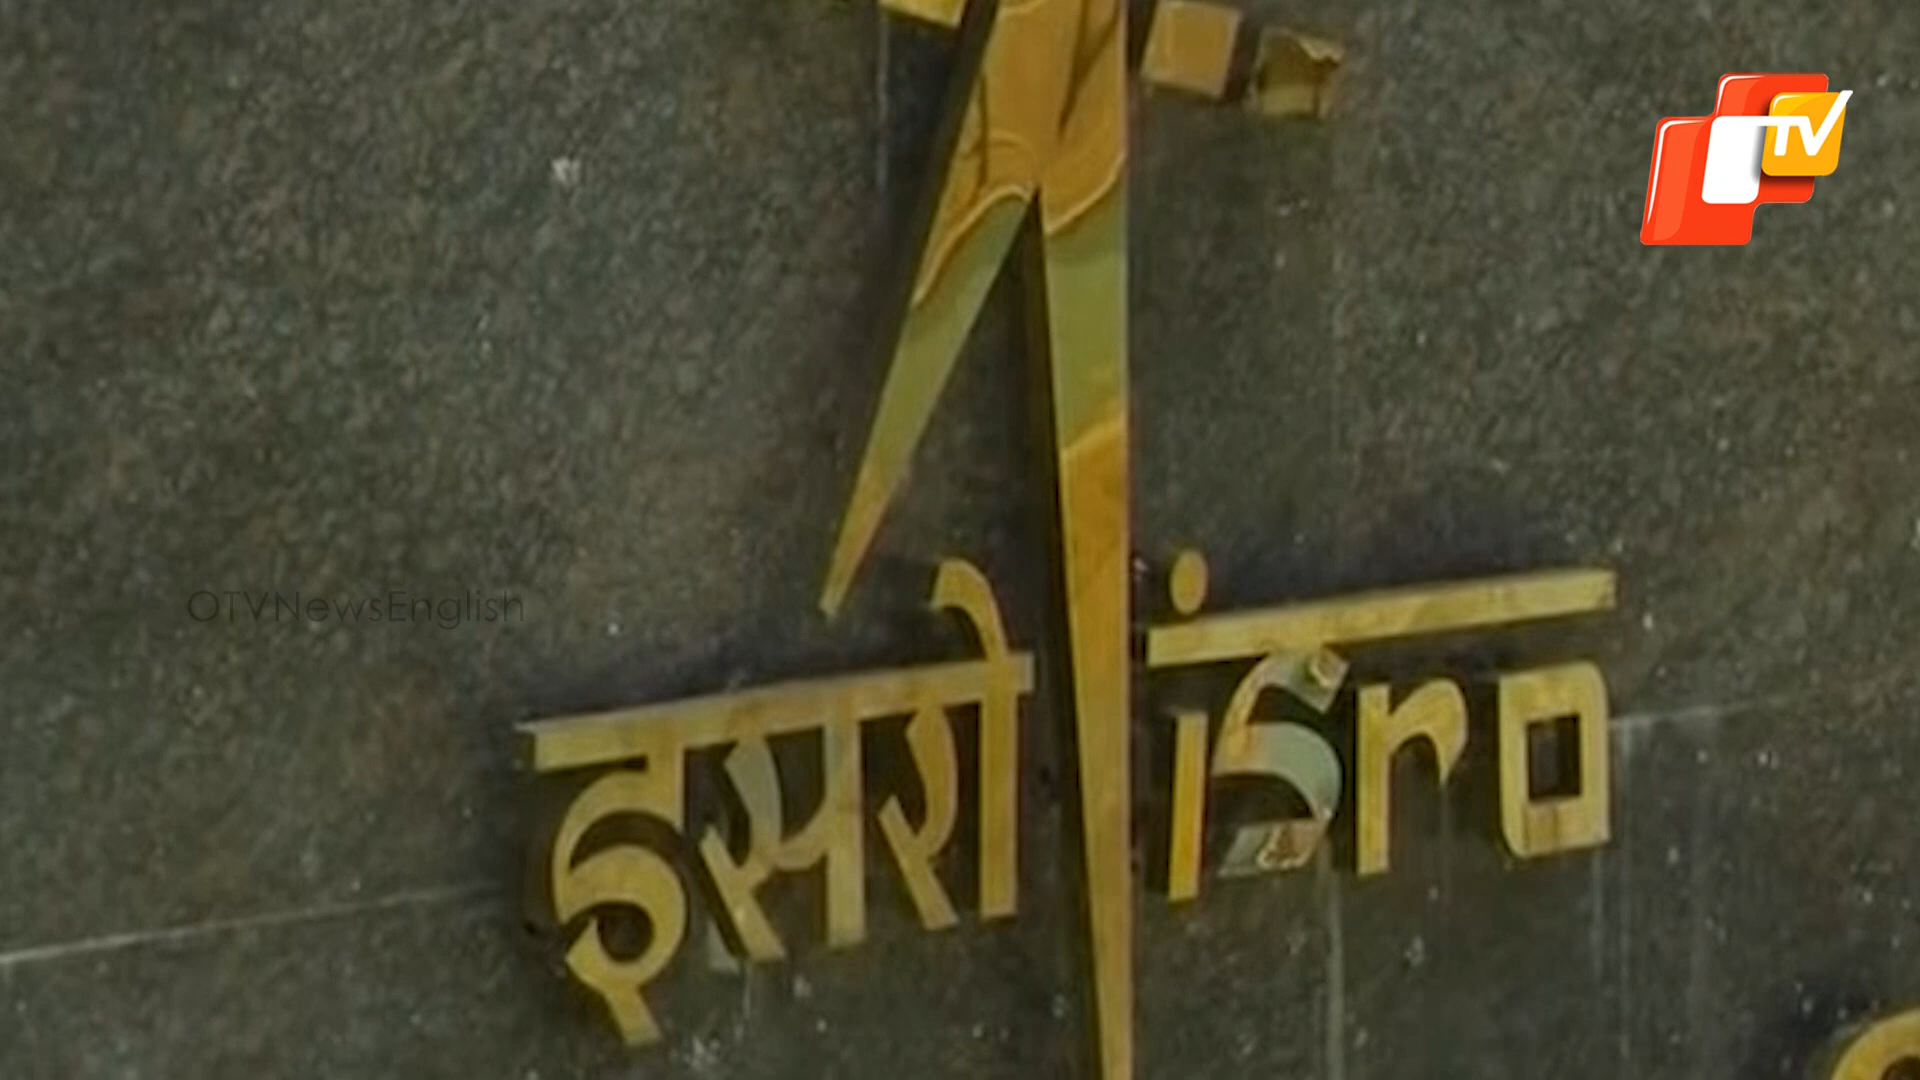 TV
OTVNewsEnglish
इसरो isro